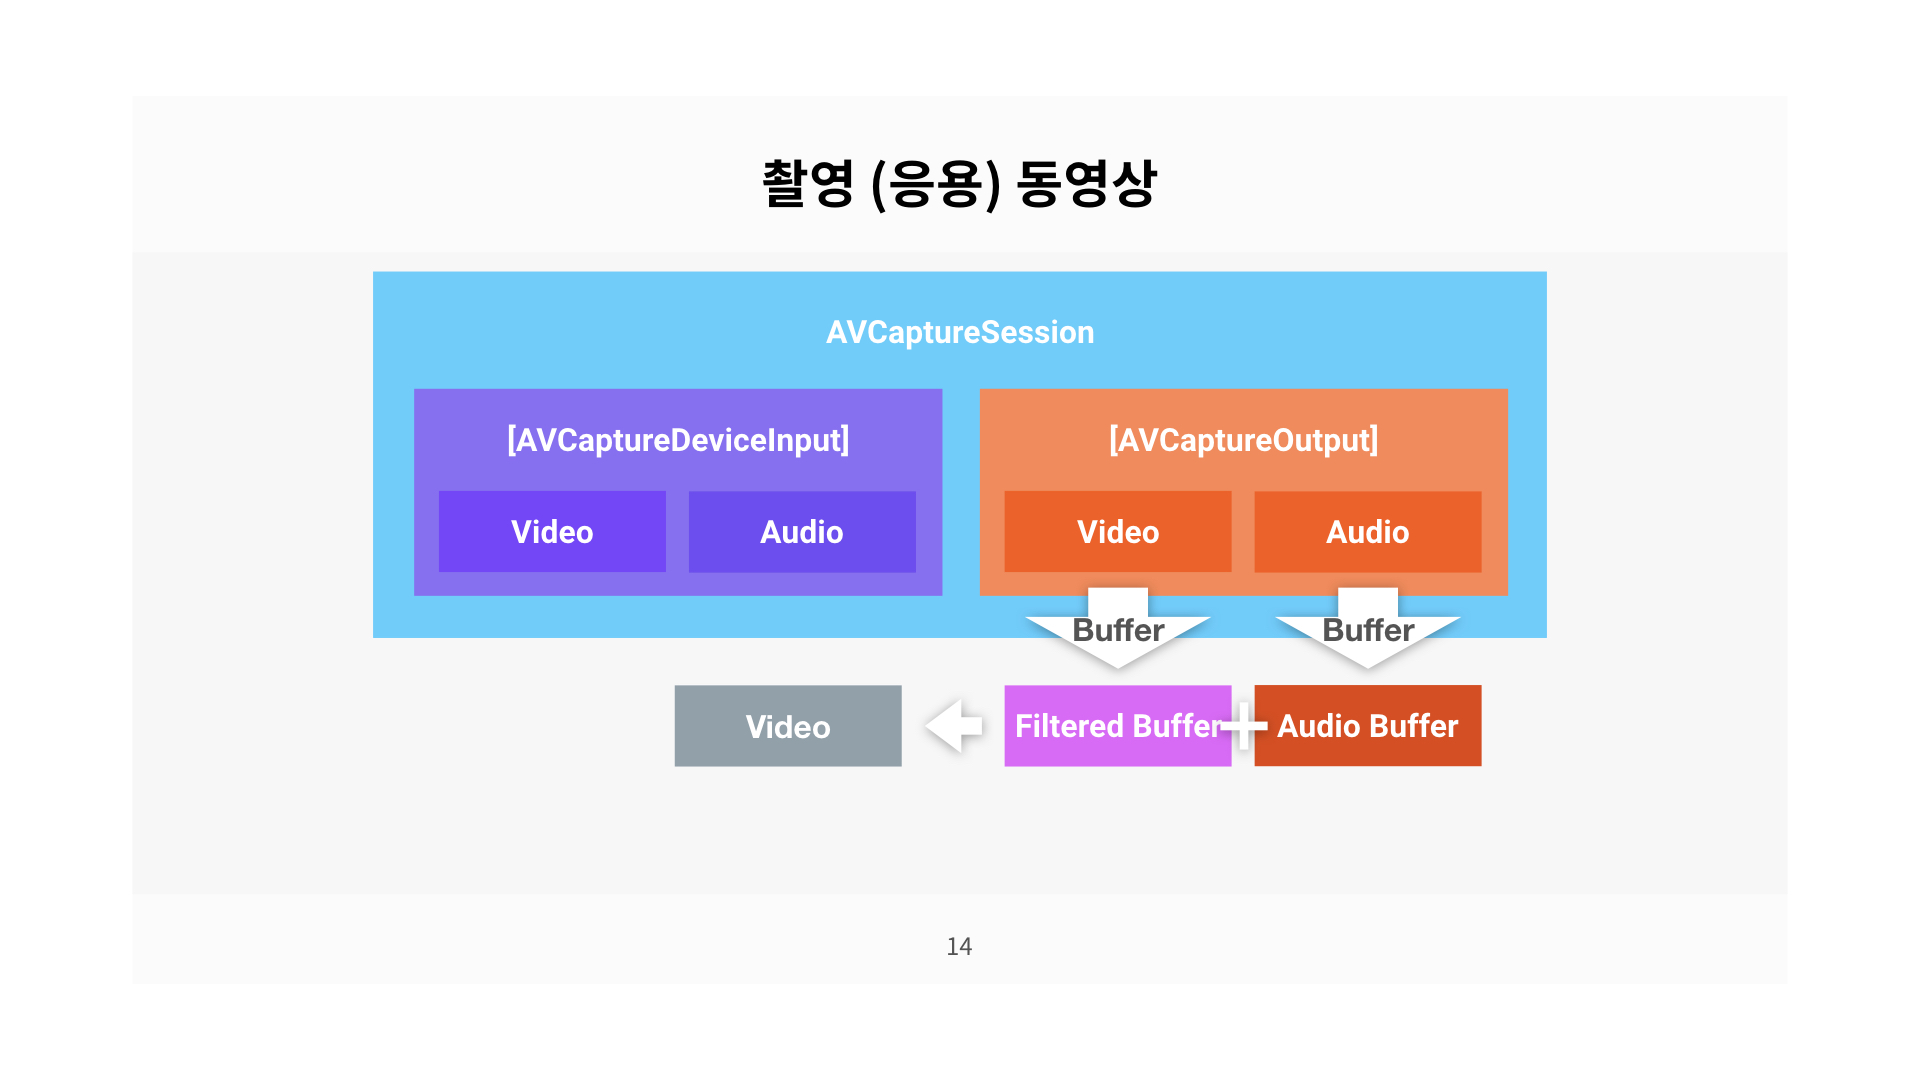 촬영 (응용) 동영상
AVCaptureSession
[AVCaptureDeviceInput]
Video
Audio
[AVCaptureOutput]
Video
Audio
Buffer
Buffer
Video
Filtered Buffer
+
Audio Buffer
14